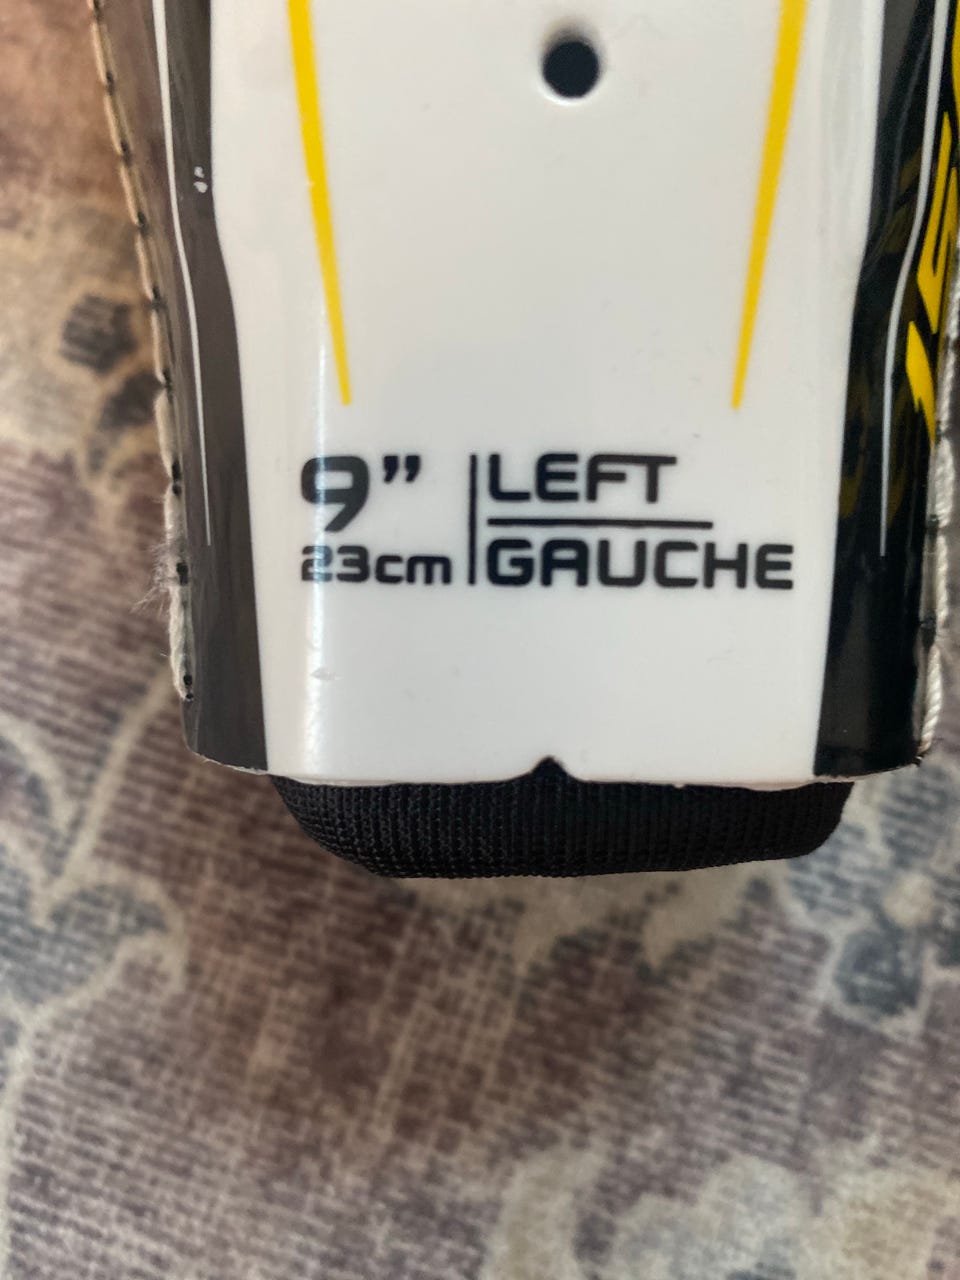 9” LEFT
23cm GAUCHE